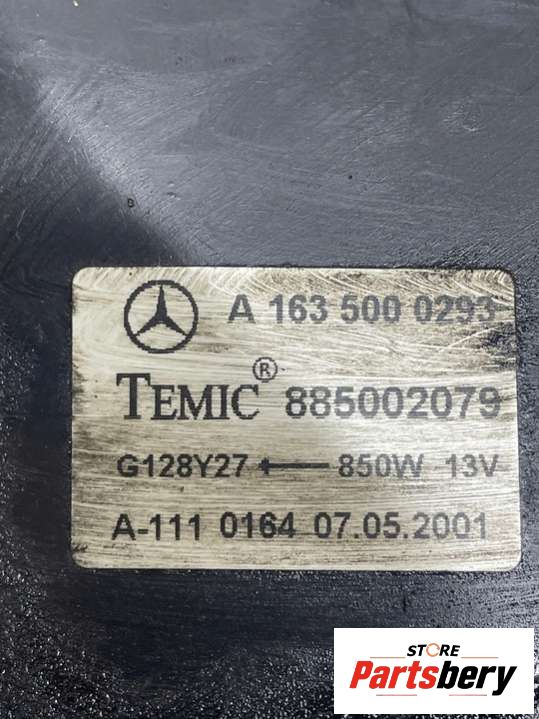 A 163 500 0293
TEMIC® 885002079
G128Y27 ← 850W 13V
A-111 0164 07.05.2001
STORE
Partsbery